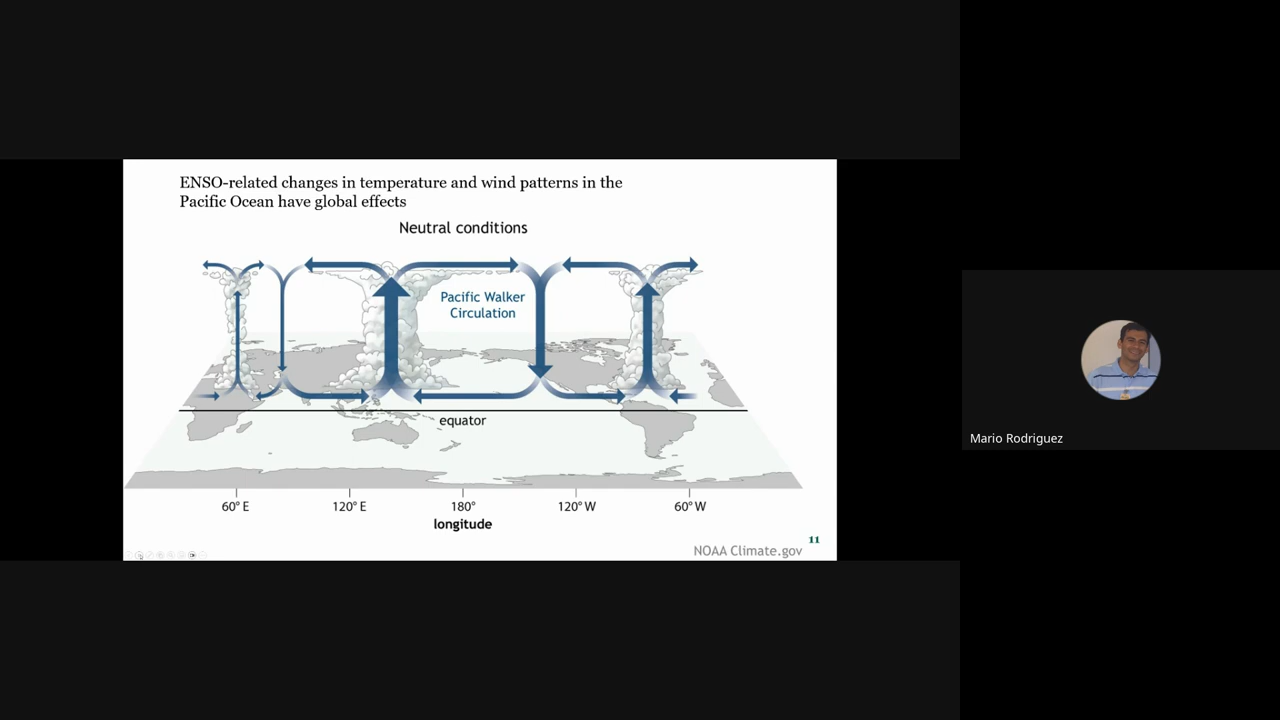 ENSO-related changes in temperature and wind patterns in the
Pacific Ocean have global effects
Neutral conditions
Pacific Walker
Circulation
equator
60° E
120° E
180°
120° W
60° W
longitude
11
NOAA Climate.gov
Mario Rodriguez